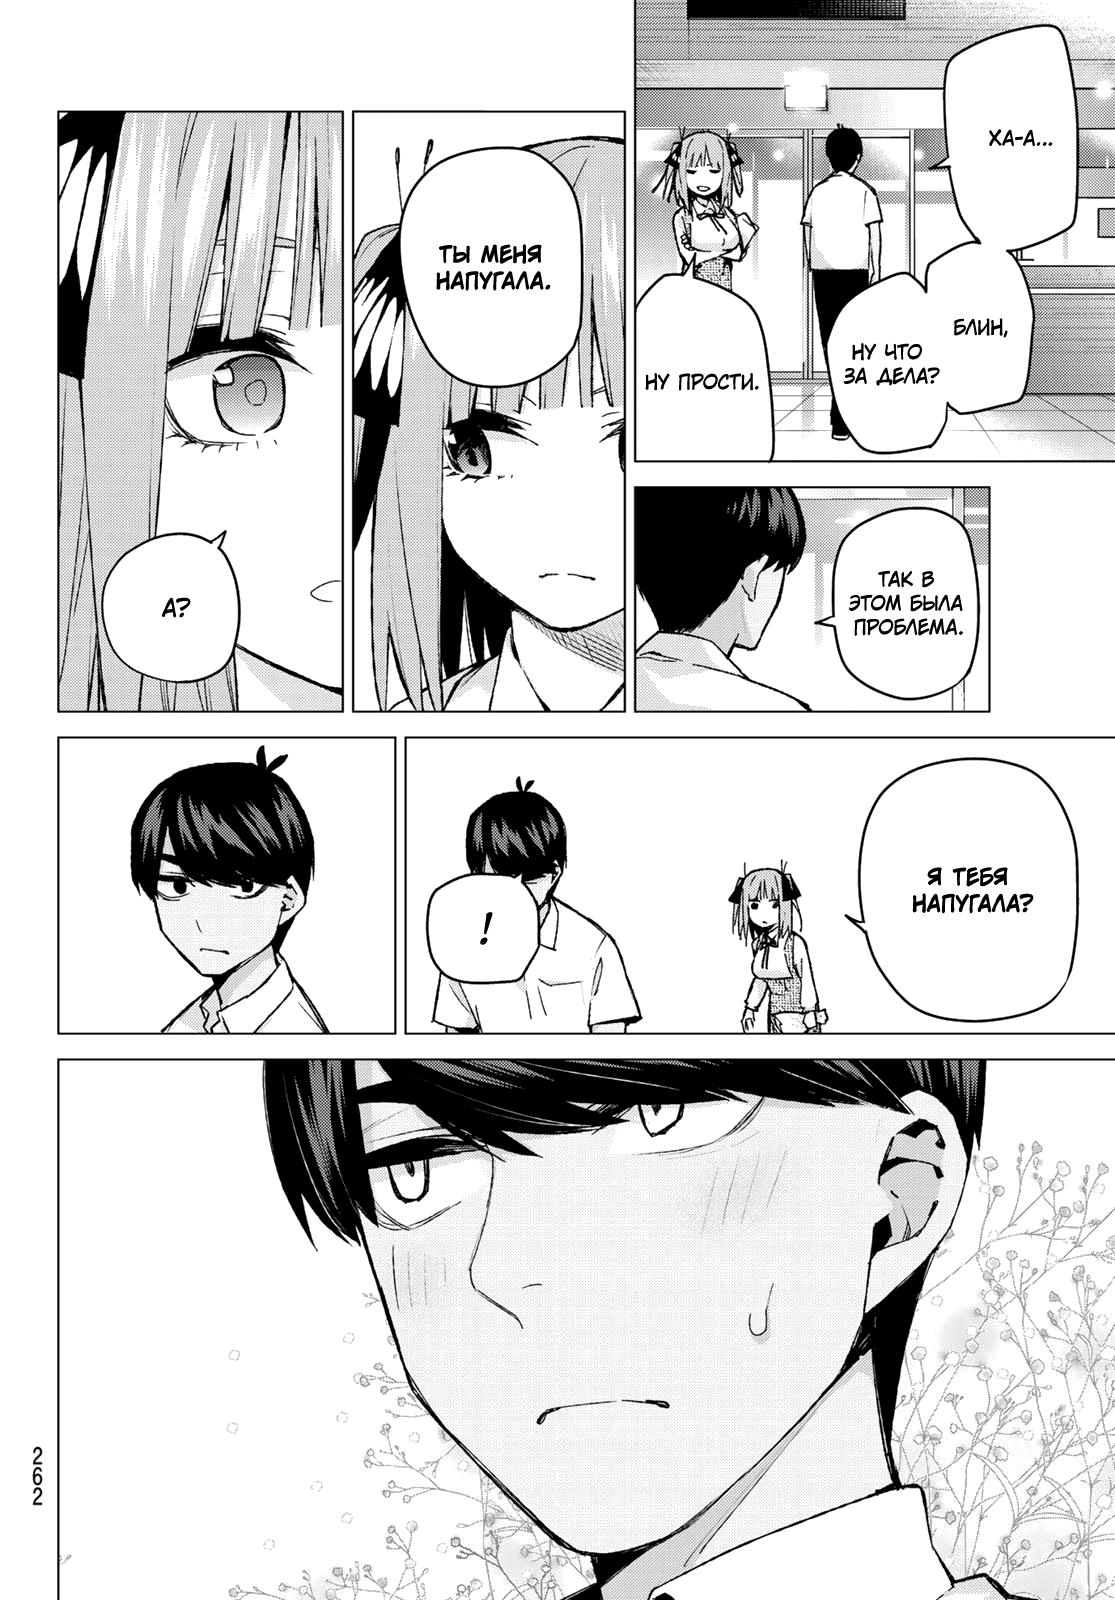 ХА-А...
БЛИН,
НУ ЧТО
ЗА ДЕЛА?
НУ ПРОСТИ.
ТАК В
ЭТОМ БЫЛА
ПРОБЛЕМА.
ТЫ МЕНЯ
НАПУГАЛА.
А?
Я ТЕБЯ
НАПУГАЛА?
!
262